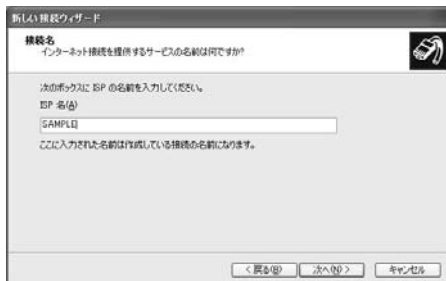 新しい接続ウィザード
接続名
インターネット接続を提供するサービスの名前は何ですか?
次のボックスに ISP の名前を入力してください。
ISP 名(A)
SAMPLE
ここに入力された名前は作成している接続の名前になります。
< 戻る(B)
次へ(N) >
キャンセル